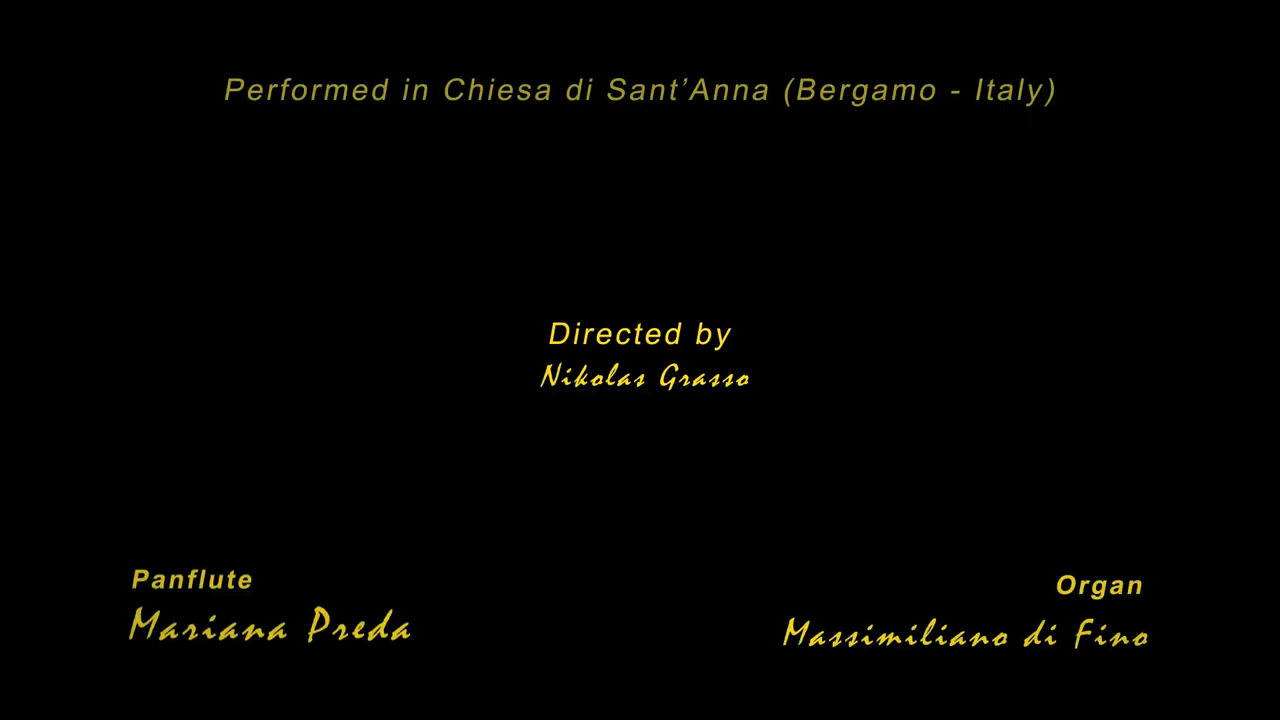 Performed in Chiesa di Sant’Anna (Bergamo - Italy)
Directed by
Nikolas Grasso
Panflute
Mariana Preda
Organ
Massimiliano di Fino